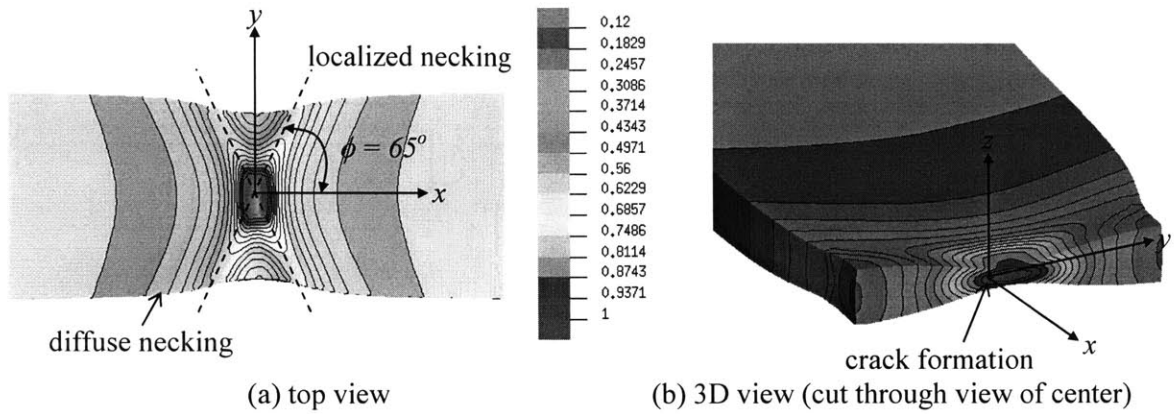 y
localized necking
ϕ = 65º
x
diffuse necking
(a) top view
0.12
0.1829
0.2457
0.3086
0.3714
0.4343
0.4971
0.56
0.6229
0.6857
0.7486
0.8114
0.8743
0.9371
1
z
y
x
crack formation
(b) 3D view (cut through view of center)